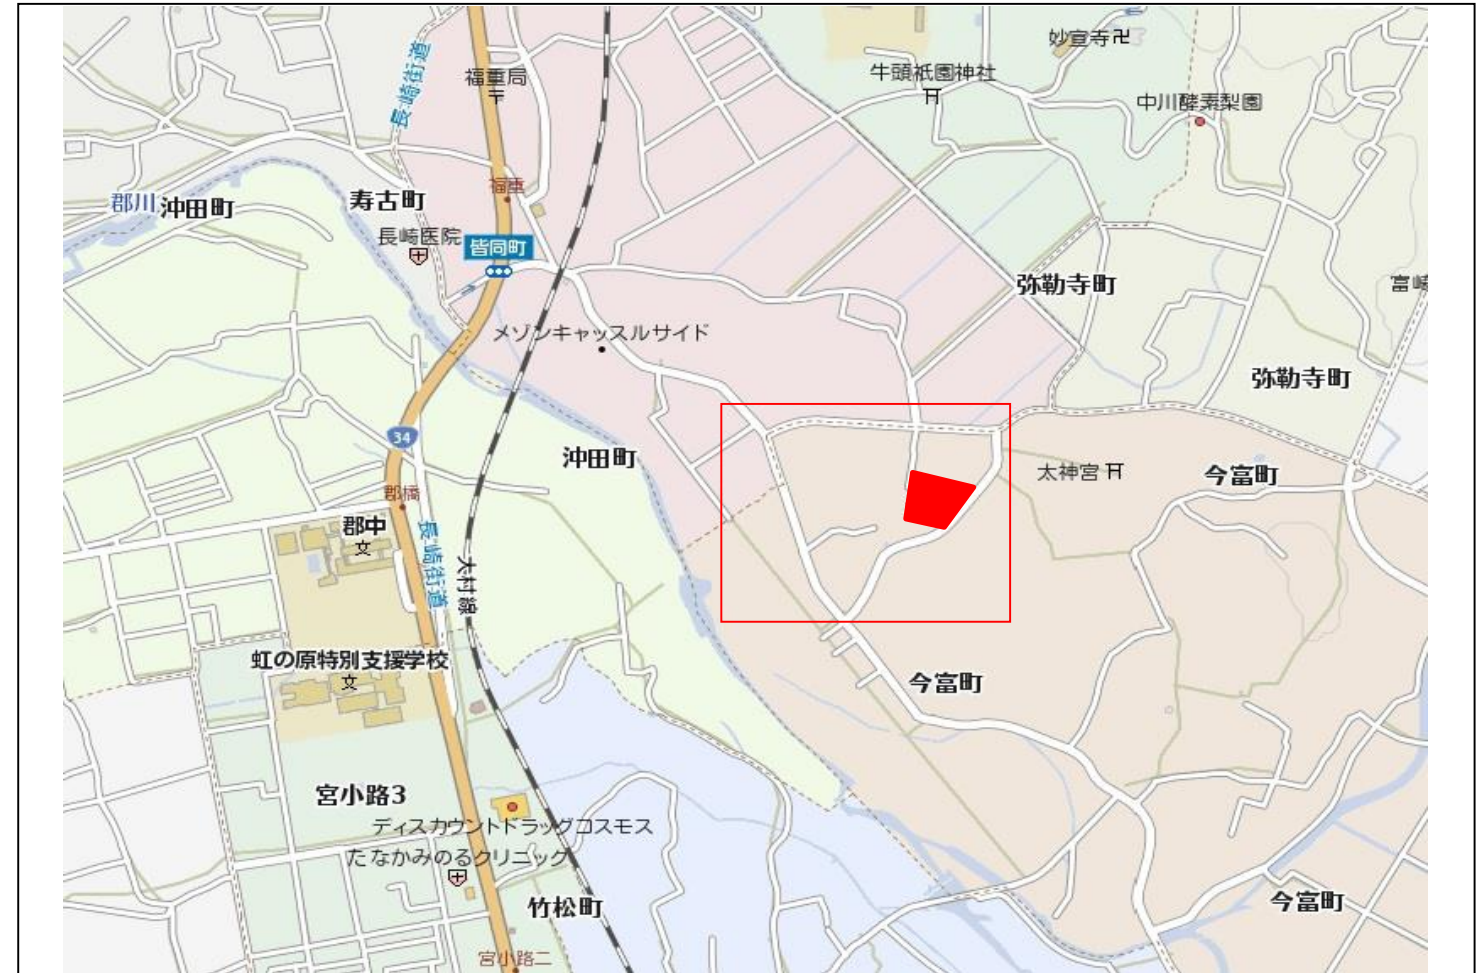 長崎街道
福重局
妙宣寺
牛頭祇園神社
中川酵素梨園
福重
郡川
沖田町
寿古町
長崎医院
皆同町
弥勒寺町
メゾンキャッスルサイド
弥勒寺町
34
沖田町
太神宮
今富町
郡橋
郡中
長崎街道
大村線
虹の原特別支援学校
今富町
宮小路3
ディスカウントドラッグコスモス
たなかみのるクリニック
竹松町
今富町
宮小路二